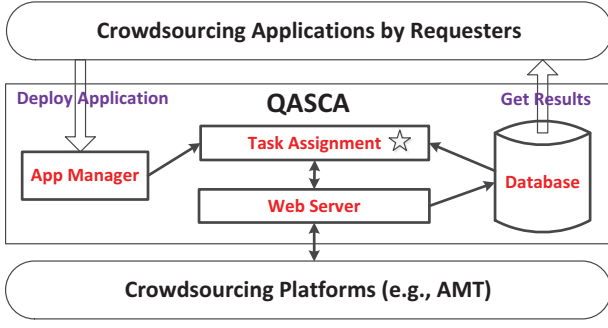 Crowdsourcing Applications by Requesters
Deploy Application
QASCA
Get Results
Task Assignment
App Manager
Database
Web Server
Crowdsourcing Platforms (e.g., AMT)